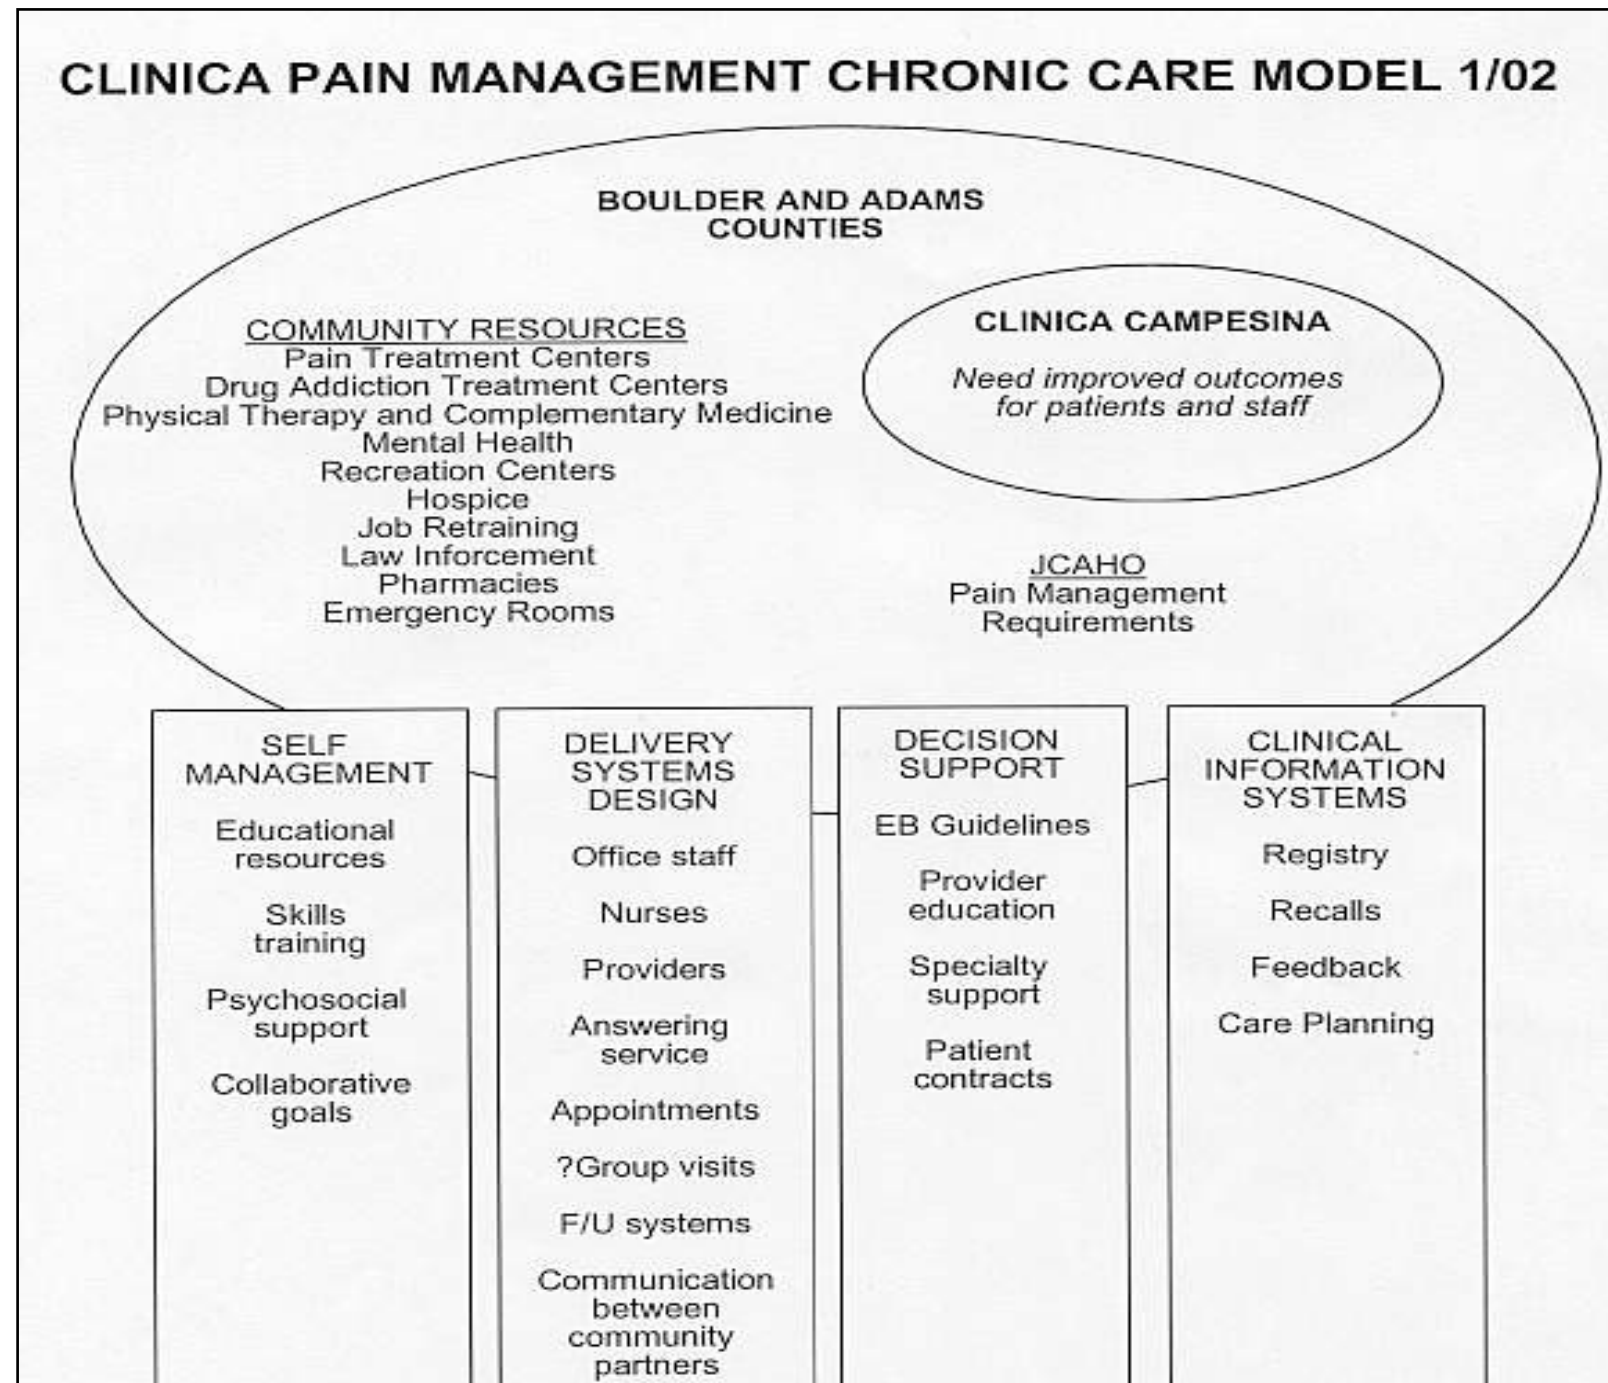 CLINICA PAIN MANAGEMENT CHRONIC CARE MODEL 1/02
BOULDER AND ADAMS
COUNTIES
COMMUNITY RESOURCES
Pain Treatment Centers
Drug Addiction Treatment Centers
Physical Therapy and Complementary Medicine
Mental Health
Recreation Centers
Hospice
Job Retraining
Law Inforcement
Pharmacies
Emergency Rooms
CLINICA CAMPESINA
Need improved outcomes
for patients and staff
JCAHO
Pain Management
Requirements
SELF
MANAGEMENT
Educational
resources
Skills
training
Psychosocial
support
Collaborative
goals
DELIVERY
SYSTEMS
DESIGN
Office staff
Nurses
Providers
Answering
service
Appointments
?Group visits
F/U systems
Communication
between
community
partners
DECISION
SUPPORT
EB Guidelines
Provider
education
Specialty
support
Patient
contracts
CLINICAL
INFORMATION
SYSTEMS
Registry
Recalls
Feedback
Care Planning